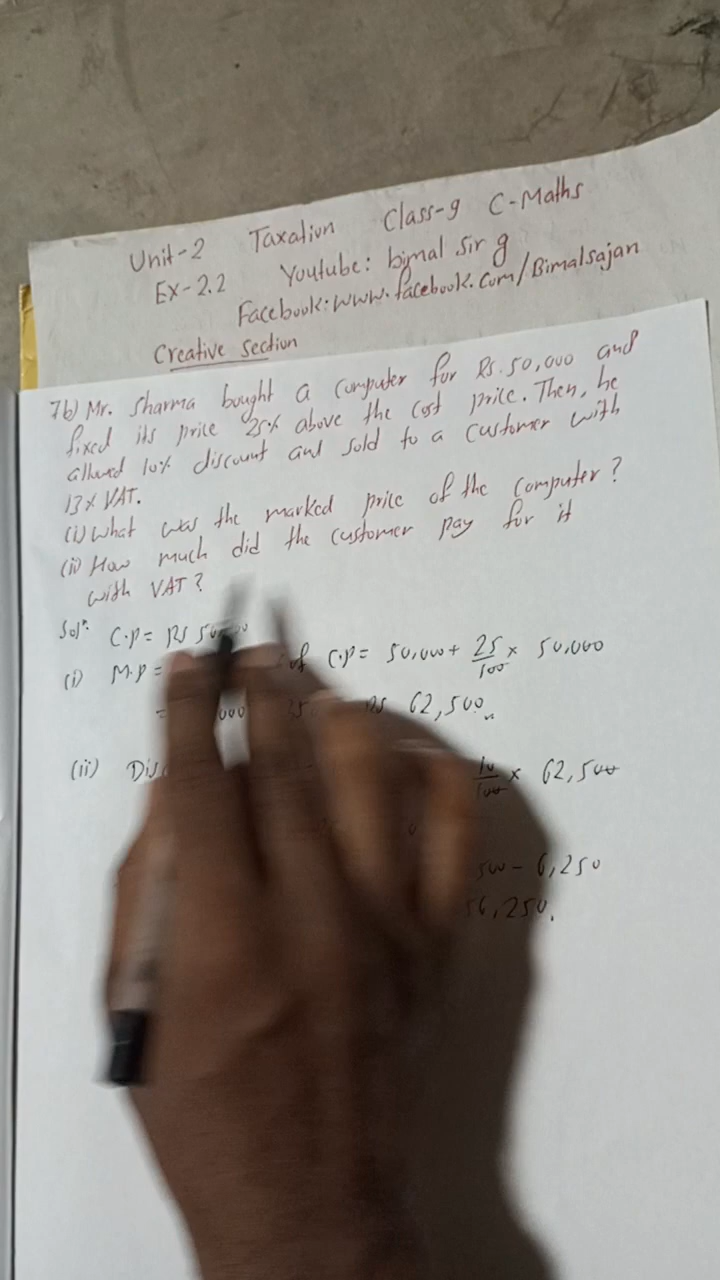 Unit-2 Taxation Class-9 C-Maths
Ex-2.2 Youtube: bimal sir g
Facebook: www.facebook.com/Bimalsajan
Creative section
7b) Mr. Sharma bought a computer for Rs. 50,000 and
fixed its price 25% above the cost price. Then, he
allowed 10% discount and sold to a customer with
13% VAT.
(i) What was the marked price of the computer?
(ii) How much did the customer pay for it
with VAT?
Solⁿ: C.P = Rs
(i) M.P = of C.P = 50,000 + 25/100 × 50,000
= Rs 62,500
(ii) 10/100 × 62,500
500 - 6,250
56,250